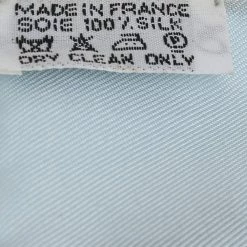 MADE IN FRANCE
SOIE 100% SILK
P
DRY CLEAN ONLY